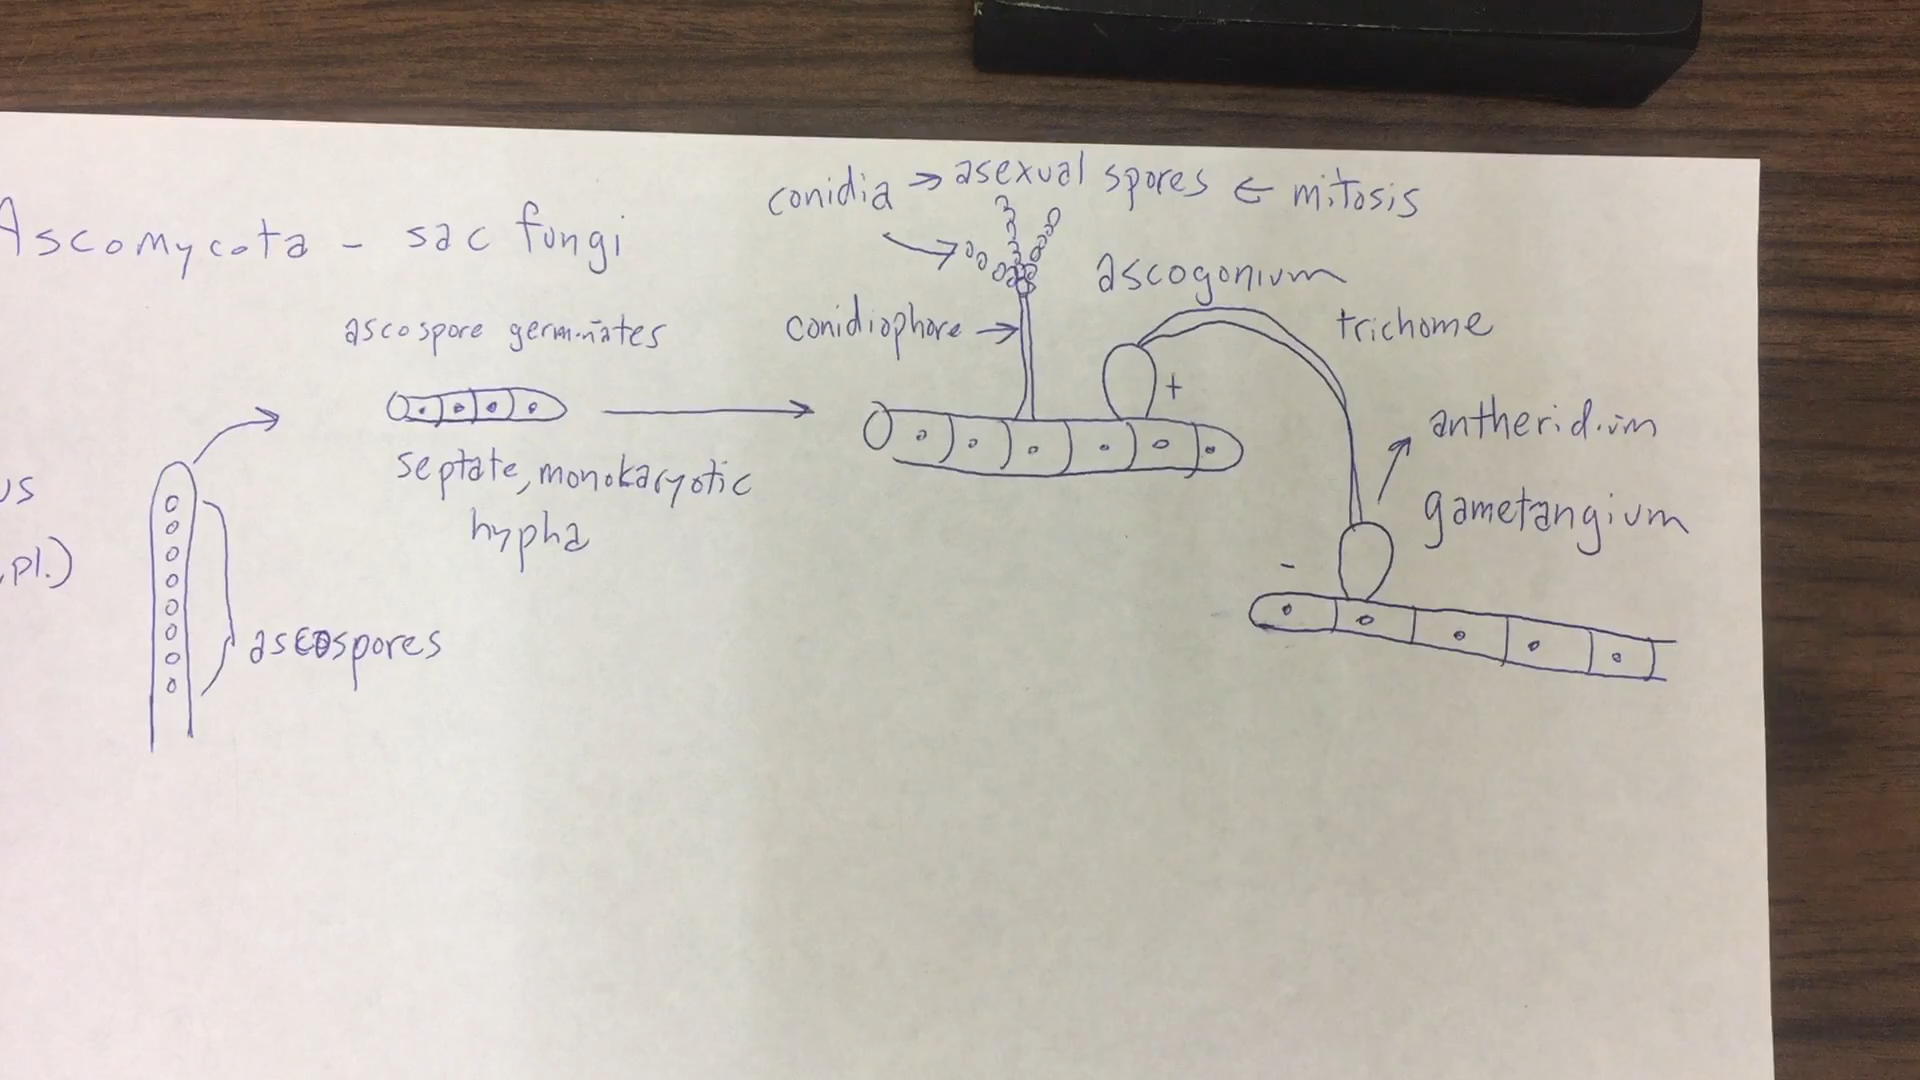 Ascomycota - sac fungi
conidia → asexual spores ← mitosis
ascogonium
conidiophore →
trichome
ascospore germinates
+
antheridium
septate, monokaryotic
hypha
gametangium
us
, pl.)
-
ascospores